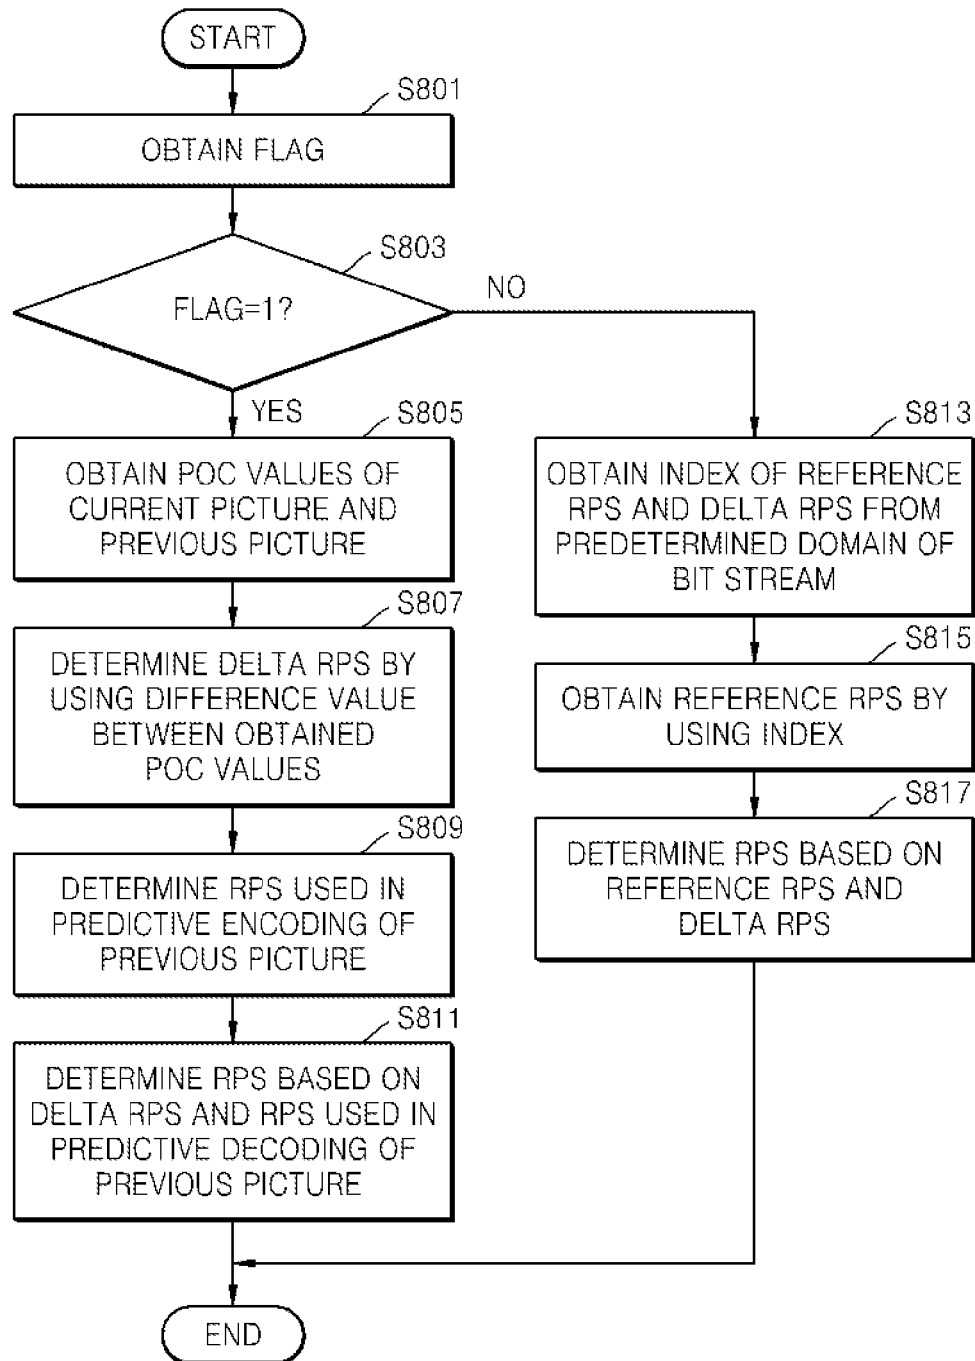 START
S801
OBTAIN FLAG
S803
FLAG=1?
NO
YES
S805
OBTAIN POC VALUES OF
CURRENT PICTURE AND
PREVIOUS PICTURE
S807
DETERMINE DELTA RPS BY
USING DIFFERENCE VALUE
BETWEEN OBTAINED
POC VALUES
S809
DETERMINE RPS USED IN
PREDICTIVE ENCODING OF
PREVIOUS PICTURE
S811
DETERMINE RPS BASED ON
DELTA RPS AND RPS USED IN
PREDICTIVE DECODING OF
PREVIOUS PICTURE
S813
OBTAIN INDEX OF REFERENCE
RPS AND DELTA RPS FROM
PREDETERMINED DOMAIN OF
BIT STREAM
S815
OBTAIN REFERENCE RPS BY
USING INDEX
S817
DETERMINE RPS BASED ON
REFERENCE RPS AND
DELTA RPS
END